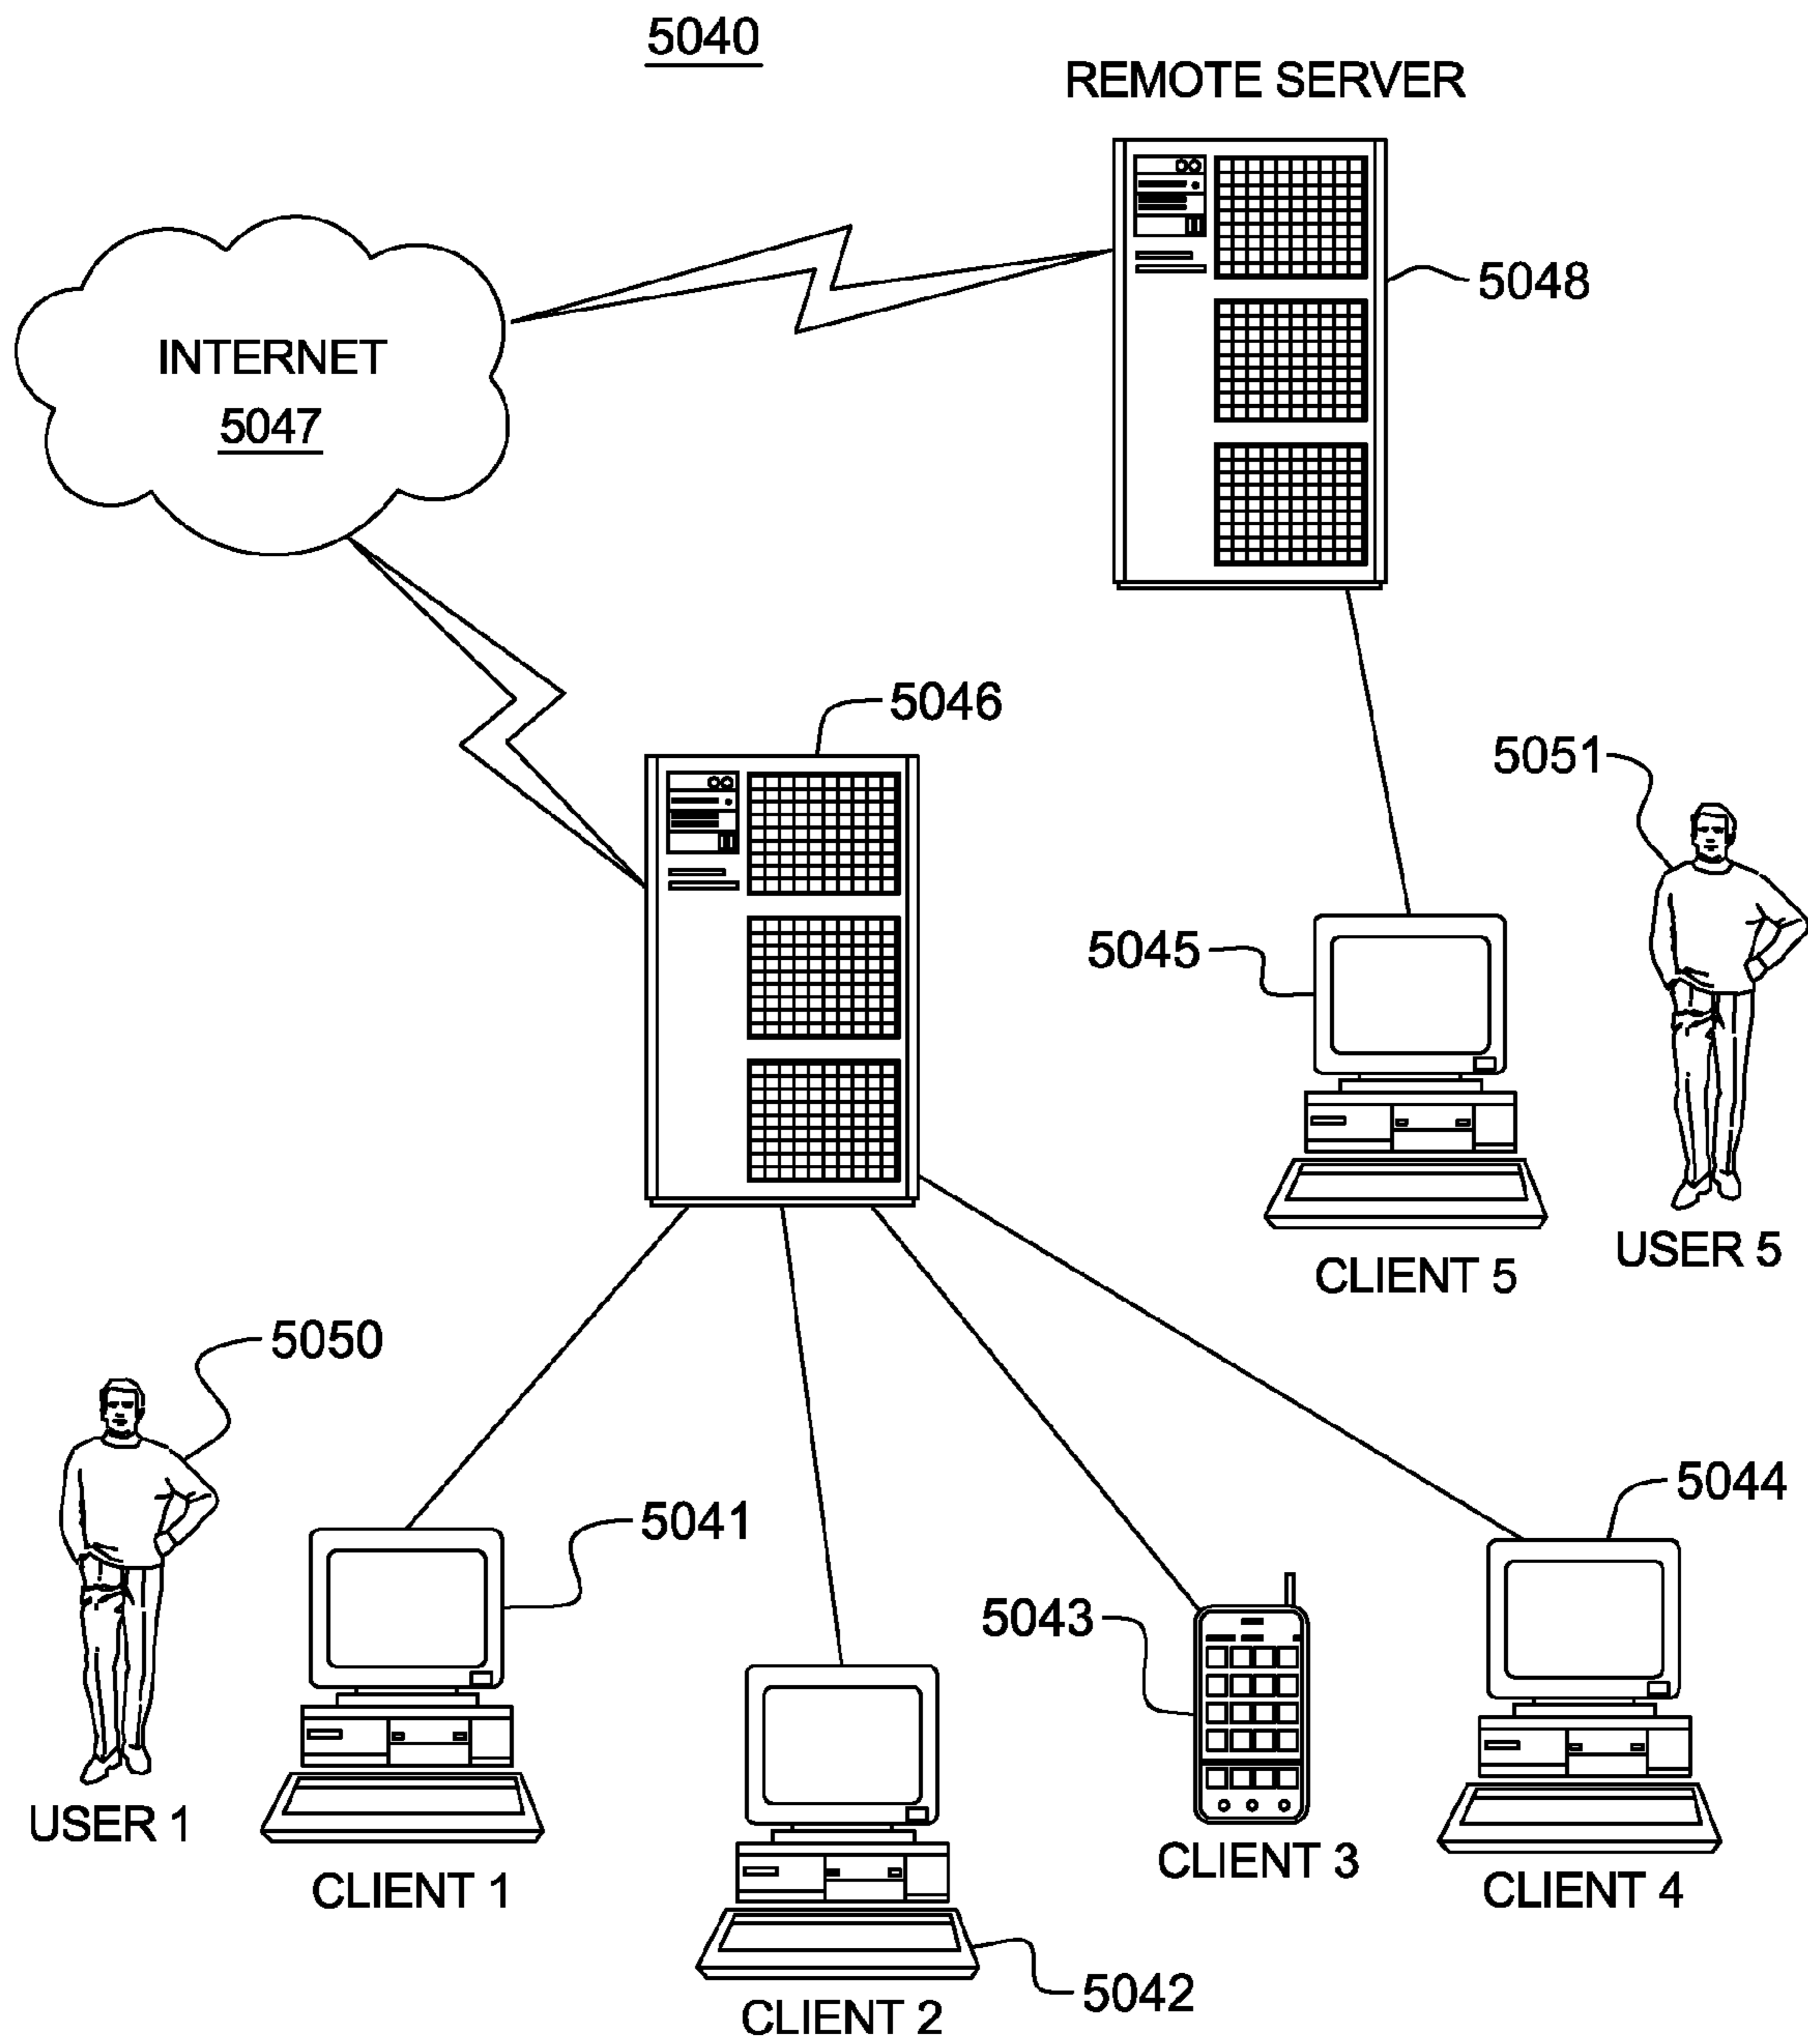 5040
REMOTE SERVER
5048
INTERNET
5047
5046
5051
5045
USER 5
CLIENT 5
5050
5044
5041
5043
USER 1
CLIENT 3
CLIENT 1
CLIENT 4
5042
CLIENT 2